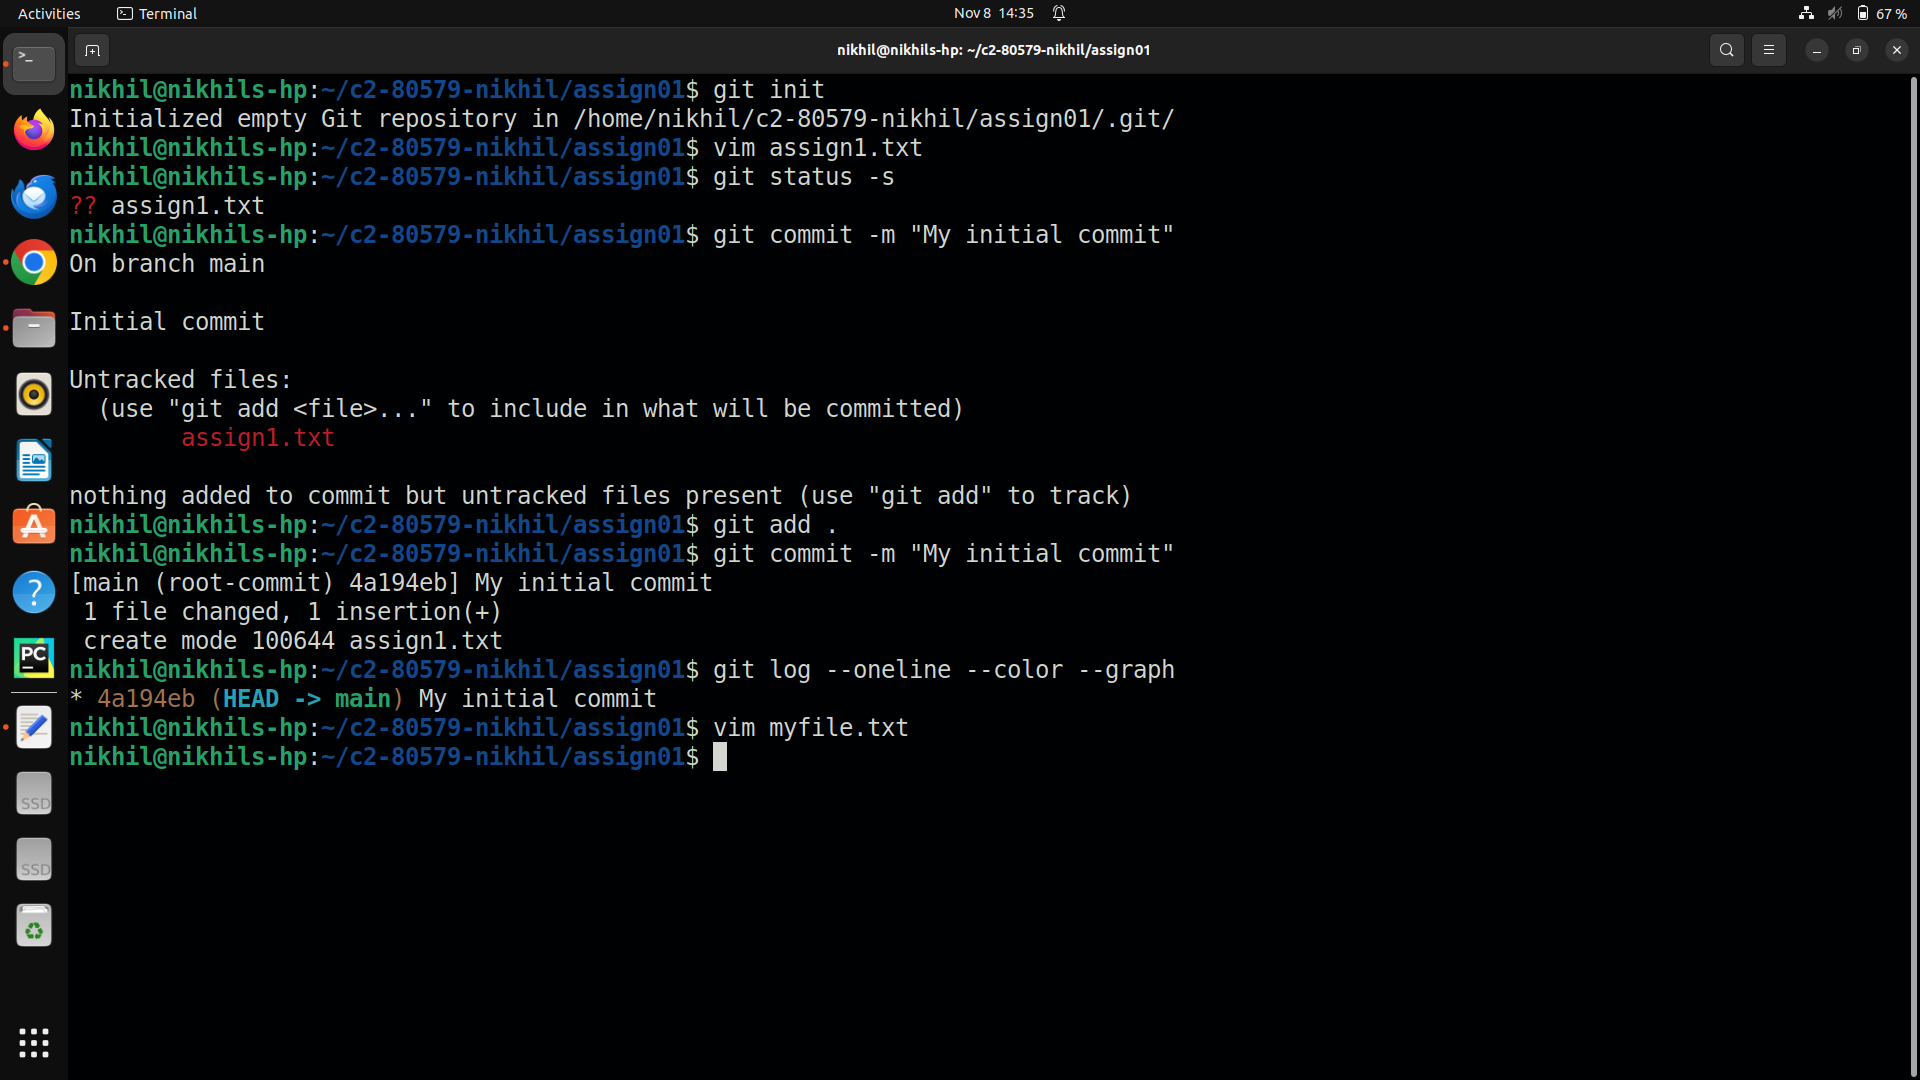 Activities Terminal Nov 8 14:35 67 %
nikhil@nikhils-hp: ~/c2-80579-nikhil/assign01
nikhil@nikhils-hp:~/c2-80579-nikhil/assign01$ git init
Initialized empty Git repository in /home/nikhil/c2-80579-nikhil/assign01/.git/
nikhil@nikhils-hp:~/c2-80579-nikhil/assign01$ vim assign1.txt
nikhil@nikhils-hp:~/c2-80579-nikhil/assign01$ git status -s
?? assign1.txt
nikhil@nikhils-hp:~/c2-80579-nikhil/assign01$ git commit -m "My initial commit"
On branch main
Initial commit
Untracked files:
  (use "git add <file>..." to include in what will be committed)
        assign1.txt
nothing added to commit but untracked files present (use "git add" to track)
nikhil@nikhils-hp:~/c2-80579-nikhil/assign01$ git add .
nikhil@nikhils-hp:~/c2-80579-nikhil/assign01$ git commit -m "My initial commit"
[main (root-commit) 4a194eb] My initial commit
 1 file changed, 1 insertion(+)
 create mode 100644 assign1.txt
nikhil@nikhils-hp:~/c2-80579-nikhil/assign01$ git log --oneline --color --graph
* 4a194eb (HEAD -> main) My initial commit
nikhil@nikhils-hp:~/c2-80579-nikhil/assign01$ vim myfile.txt
nikhil@nikhils-hp:~/c2-80579-nikhil/assign01$
PC
SSD
SSD